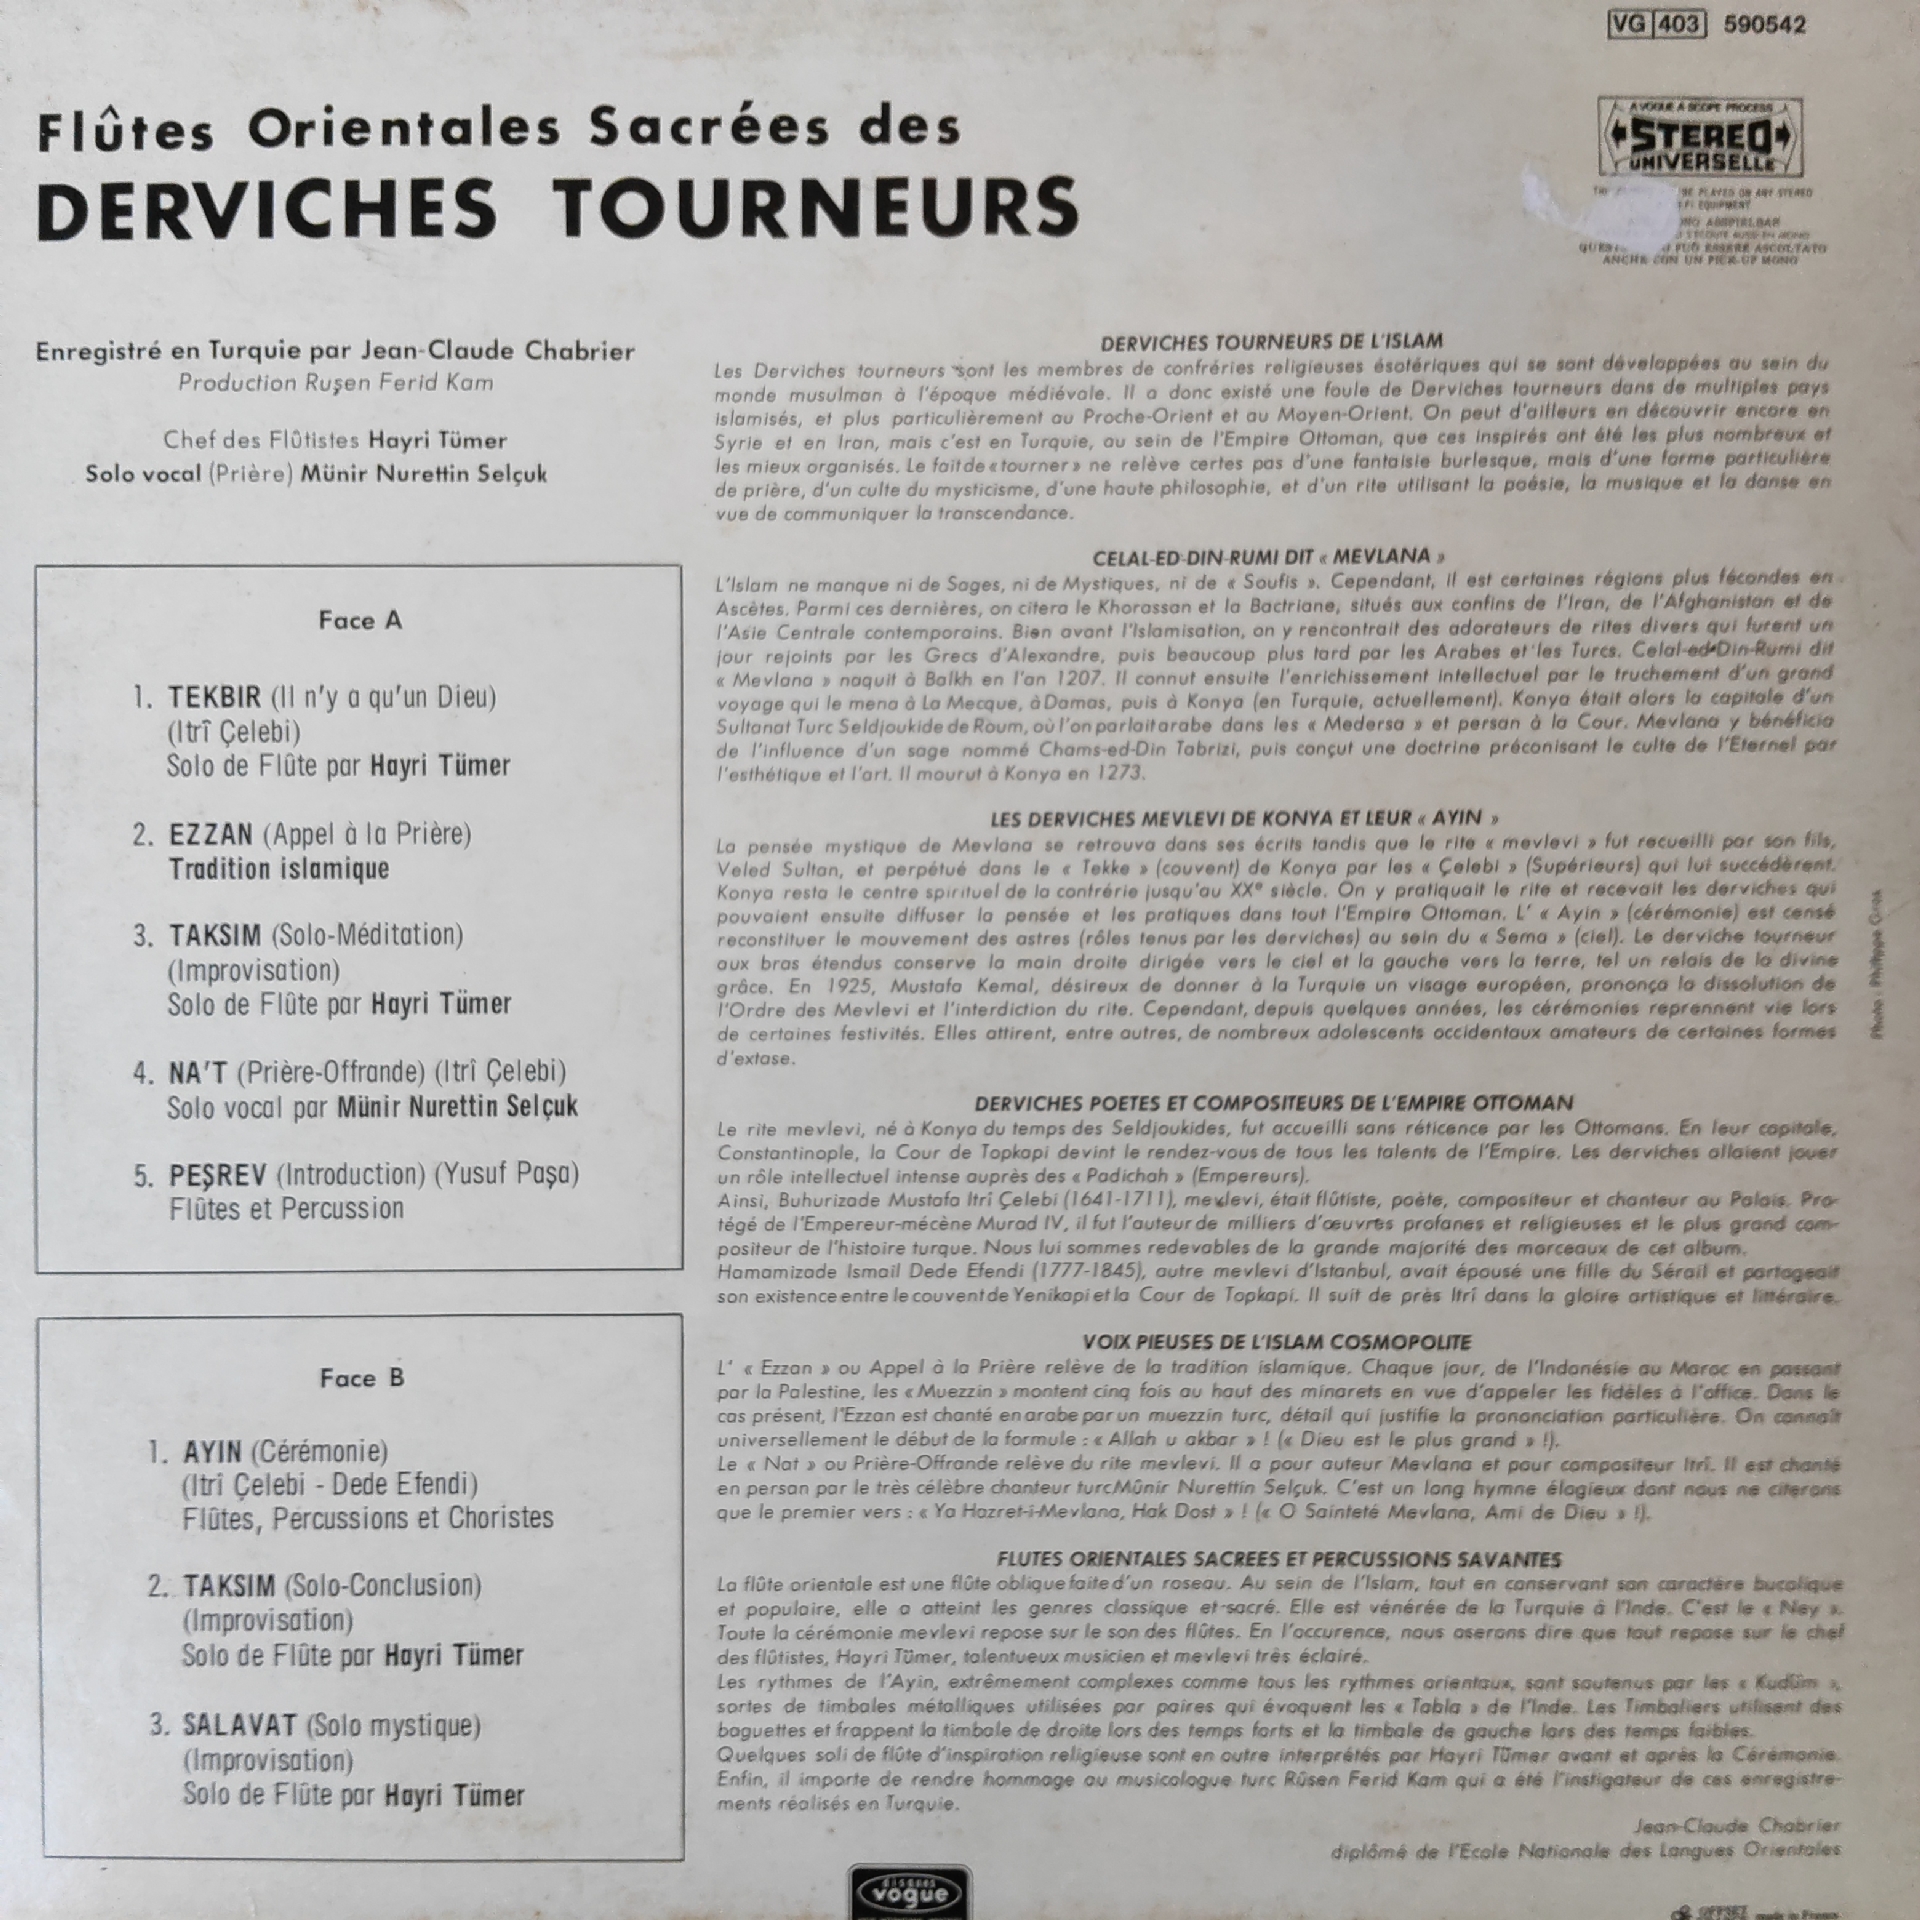 VG 403 590542
Flûtes Orientales Sacrées des
DERVICHES TOURNEURS
A VOGUE A SCOPE PROCESS
STEREO
UNIVERSELLE
BE PLAYED ON ANY STEREO
EQUIPMENT
PUÒ ESSERE ASCOLTATO
ANCHE CON UN PICK-UP MONO
Enregistré en Turquie par Jean-Claude Chabrier
Production Ruşen Ferid Kam
Chef des Flûtistes Hayri Tümer
Solo vocal (Prière) Münir Nurettin Selçuk
Face A
1. TEKBIR (Il n'y a qu'un Dieu)
(Itrî Çelebi)
Solo de Flûte par Hayri Tümer
2. EZZAN (Appel à la Prière)
Tradition islamique
3. TAKSIM (Solo-Méditation)
(Improvisation)
Solo de Flûte par Hayri Tümer
4. NA'T (Prière-Offrande) (Itrî Çelebi)
Solo vocal par Münir Nurettin Selçuk
5. PEŞREV (Introduction) (Yusuf Paşa)
Flûtes et Percussion
Face B
1. AYIN (Cérémonie)
(Itrî Çelebi - Dede Efendi)
Flûtes, Percussions et Choristes
2. TAKSIM (Solo-Conclusion)
(Improvisation)
Solo de Flûte par Hayri Tümer
3. SALAVAT (Solo mystique)
(Improvisation)
Solo de Flûte par Hayri Tümer
DERVICHES TOURNEURS DE L'ISLAM
Les Derviches tourneurs sont les membres de confréries religieuses ésotériques qui se sont développées au sein du
monde musulman à l'époque médiévale. Il a donc existé une foule de Derviches tourneurs dans de multiples pays
islamisés, et plus particulièrement au Proche-Orient et au Moyen-Orient. On peut d'ailleurs en découvrir encore en
Syrie et en Iran, mais c'est en Turquie, au sein de l'Empire Ottoman, que ces inspirés ont été les plus nombreux et
les mieux organisés. Le fait de « tourner » ne relève certes pas d'une fantaisie burlesque, mais d'une forme particulière
de prière, d'un culte du mysticisme, d'une haute philosophie, et d'un rite utilisant la poésie, la musique et la danse en
vue de communiquer la transcendance.
CELAL-ED-DIN-RUMI DIT « MEVLANA »
L'Islam ne manque ni de Sages, ni de Mystiques, ni de « Soufis ». Cependant, il est certaines régions plus fécondes en
Ascètes. Parmi ces dernières, on citera le Khorassan et la Bactriane, situés aux confins de l'Iran, de l'Afghanistan et de
l'Asie Centrale contemporains. Bien avant l'Islamisation, on y rencontrait des adorateurs de rites divers qui furent un
jour rejoints par les Grecs d'Alexandre, puis beaucoup plus tard par les Arabes et les Turcs. Celal-ed-Din-Rumi dit
« Mevlana » naquit à Balkh en l'an 1207. Il connut ensuite l'enrichissement intellectuel par le truchement d'un grand
voyage qui le mena à La Mecque, à Damas, puis à Konya (en Turquie, actuellement). Konya était alors la capitale d'un
Sultanat Turc Seldjoukide de Roum, où l'on parlait arabe dans les « Medersa » et persan à la Cour. Mevlana y bénéficia
de l'influence d'un sage nommé Chams-ed-Din Tabrizi, puis conçut une doctrine préconisant le culte de l'Eternel par
l'esthétique et l'art. Il mourut à Konya en 1273.
LES DERVICHES MEVLEVI DE KONYA ET LEUR « AYIN »
La pensée mystique de Mevlana se retrouva dans ses écrits tandis que le rite « mevlevi » fut recueilli par son fils,
Veled Sultan, et perpétué dans le « Tekke » (couvent) de Konya par les « Çelebi » (Supérieurs) qui lui succédèrent.
Konya resta le centre spirituel de la confrérie jusqu'au XXe siècle. On y pratiquait le rite et recevait les derviches qui
pouvaient ensuite diffuser la pensée et les pratiques dans tout l'Empire Ottoman. L' « Ayin » (cérémonie) est censé
reconstituer le mouvement des astres (rôles tenus par les derviches) au sein du « Sema » (ciel). Le derviche tourneur
aux bras étendus conserve la main droite dirigée vers le ciel et la gauche vers la terre, tel un relais de la divine
grâce. En 1925, Mustafa Kemal, désireux de donner à la Turquie un visage européen, prononça la dissolution de
l'Ordre des Mevlevi et l'interdiction du rite. Cependant, depuis quelques années, les cérémonies reprennent vie lors
de certaines festivités. Elles attirent, entre autres, de nombreux adolescents occidentaux amateurs de certaines formes
d'extase.
DERVICHES POETES ET COMPOSITEURS DE L'EMPIRE OTTOMAN
Le rite mevlevi, né à Konya du temps des Seldjoukides, fut accueilli sans réticence par les Ottomans. En leur capitale,
Constantinople, la Cour de Topkapi devint le rendez-vous de tous les talents de l'Empire. Les derviches allaient jouer
un rôle intellectuel intense auprès des « Padichah » (Empereurs).
Ainsi, Buhurizade Mustafa Itrî Çelebi (1641-1711), mevlevi, était flûtiste, poète, compositeur et chanteur au Palais. Pro-
tégé de l'Empereur-mécène Murad IV, il fut l'auteur de milliers d'œuvres profanes et religieuses et le plus grand com-
positeur de l'histoire turque. Nous lui sommes redevables de la grande majorité des morceaux de cet album.
Hamamizade Ismail Dede Efendi (1777-1845), autre mevlevi d'Istanbul, avait épousé une fille du Sérail et partageait
son existence entre le couvent de Yenikapi et la Cour de Topkapi. Il suit de près Itrî dans la gloire artistique et littéraire.
VOIX PIEUSES DE L'ISLAM COSMOPOLITE
L' « Ezzan » ou Appel à la Prière relève de la tradition islamique. Chaque jour, de l'Indonésie au Maroc en passant
par la Palestine, les « Muezzin » montent cinq fois au haut des minarets en vue d'appeler les fidèles à l'office. Dans le
cas présent, l'Ezzan est chanté en arabe par un muezzin turc, détail qui justifie la prononciation particulière. On connaît
universellement le début de la formule : « Allah u akbar » ! (« Dieu est le plus grand » !).
Le « Nat » ou Prière-Offrande relève du rite mevlevi. Il a pour auteur Mevlana et pour compositeur Itrî. Il est chanté
en persan par le très célèbre chanteur turc Münir Nurettin Selçuk. C'est un long hymne élogieux dont nous ne citerons
que le premier vers : « Ya Hazret-i-Mevlana, Hak Dost » ! (« O Sainteté Mevlana, Ami de Dieu » !).
FLUTES ORIENTALES SACREES ET PERCUSSIONS SAVANTES
La flûte orientale est une flûte oblique faite d'un roseau. Au sein de l'Islam, tout en conservant son caractère bucolique
et populaire, elle a atteint les genres classique et sacré. Elle est vénérée de la Turquie à l'Inde. C'est le « Ney ».
Toute la cérémonie mevlevi repose sur le son des flûtes. En l'occurence, nous oserons dire que tout repose sur le chef
des flûtistes, Hayri Tümer, talentueux musicien et mevlevi très éclairé.
Les rythmes de l'Ayin, extrêmement complexes comme tous les rythmes orientaux, sont soutenus par les « Kudüm »,
sortes de timbales métalliques utilisées par paires qui évoquent les « Tabla » de l'Inde. Les Timbaliers utilisent des
baguettes et frappent la timbale de droite lors des temps forts et la timbale de gauche lors des temps faibles.
Quelques soli de flûte d'inspiration religieuse sont en outre interprétés par Hayri Tümer avant et après la Cérémonie.
Enfin, il importe de rendre hommage au musicologue turc Rûsen Ferid Kam qui a été l'instigateur de ces enregistre-
ments réalisés en Turquie.
Jean-Claude Chabrier
diplômé de l'Ecole Nationale des Langues Orientales
Photo : Philippe Gras
DISQUES
vogue
OFFSET made in France